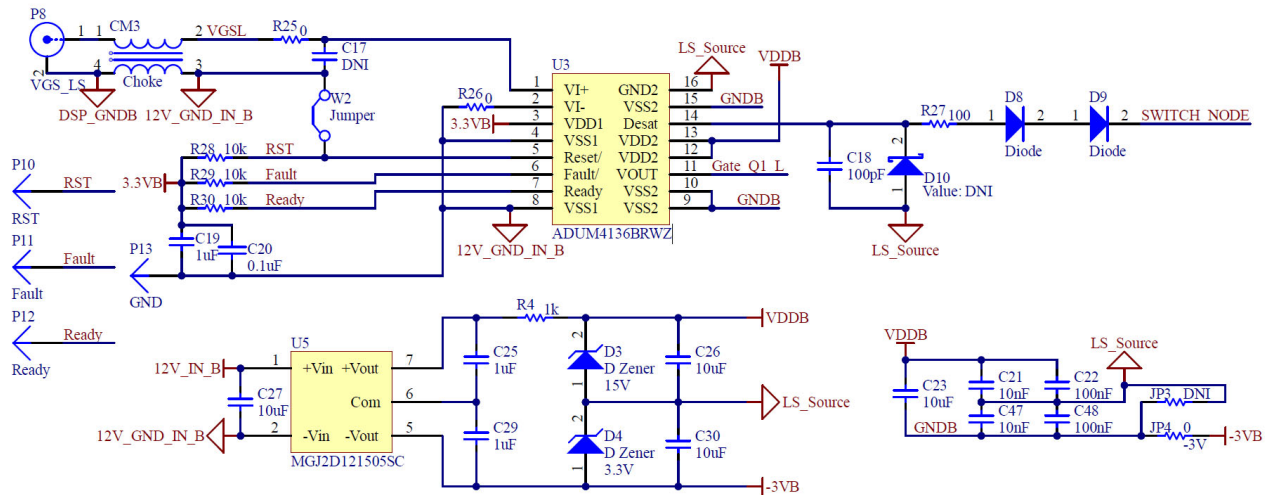 P8
1
2
VGS_LS
CM3
1
2
4
3
Choke
VGSL
DSP_GNDB
12V_GND_IN_B
R25
0
C17
DNI
W2
Jumper
R26
0
3.3VB
U3
1
VI+
2
VI-
3
VDD1
4
VSS1
5
Reset/
6
Fault/
7
Ready
8
VSS1
GND2
16
VSS2
15
Desat
14
VDD2
13
VDD2
12
VOUT
11
VSS2
10
VSS2
9
ADUM4136BRWZ
LS_Source
VDDB
GNDB
Gate_Q1_L
GNDB
C18
100pF
2
1
D10
Value: DNI
LS_Source
R27
100
D8
1
2
Diode
D9
1
2
Diode
SWITCH_NODE
P10
RST
RST
P11
Fault
Fault
P12
Ready
Ready
P13
GND
3.3VB
R28
10k
RST
R29
10k
Fault
R30
10k
Ready
C19
1uF
C20
0.1uF
12V_GND_IN_B
12V_IN_B
12V_GND_IN_B
C27
10uF
U5
1
+Vin
2
-Vin
+Vout
7
Com
6
-Vout
5
MGJ2D121505SC
C25
1uF
C29
1uF
R4
1k
2
1
D3
D Zener
15V
2
1
D4
D Zener
3.3V
C26
10uF
C30
10uF
VDDB
LS_Source
-3VB
VDDB
C23
10uF
C21
10nF
C22
100nF
C47
10nF
C48
100nF
GNDB
LS_Source
JP3
DNI
JP4
0
-3V
-3VB